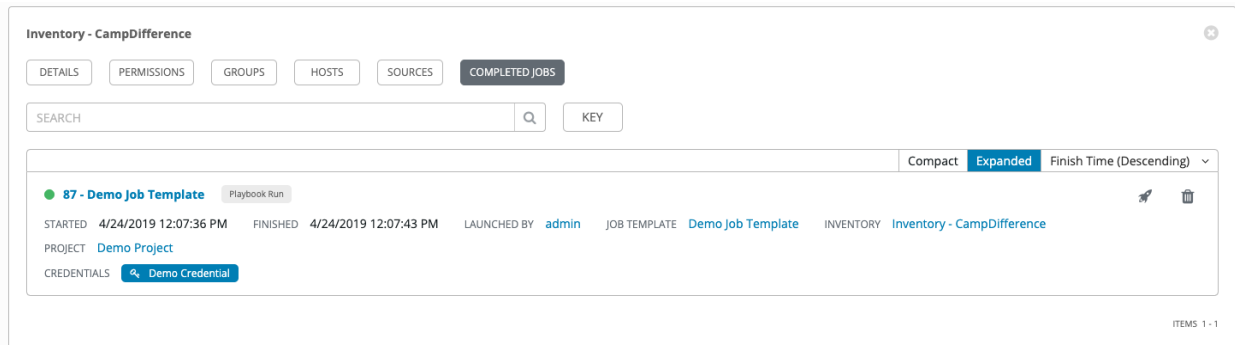 Inventory - CampDifference
DETAILS PERMISSIONS GROUPS HOSTS SOURCES COMPLETED JOBS
SEARCH KEY
Compact Expanded Finish Time (Descending)
87 - Demo Job Template Playbook Run
STARTED 4/24/2019 12:07:36 PM FINISHED 4/24/2019 12:07:43 PM LAUNCHED BY admin JOB TEMPLATE Demo Job Template INVENTORY Inventory - CampDifference
PROJECT Demo Project
CREDENTIALS Demo Credential
ITEMS 1 - 1